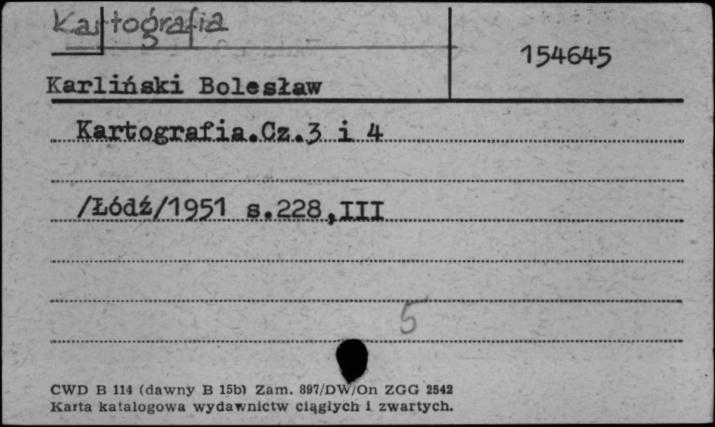 Kartografia
154645
Karliński Bolesław
Kartografia.Cz.3 i 4
/Łódź/1951 s.228,III
5
CWD B 114 (dawny B 15b) Zam. 897/DW/On ZGG 2542
Karta katalogowa wydawnictw ciągłych i zwartych.